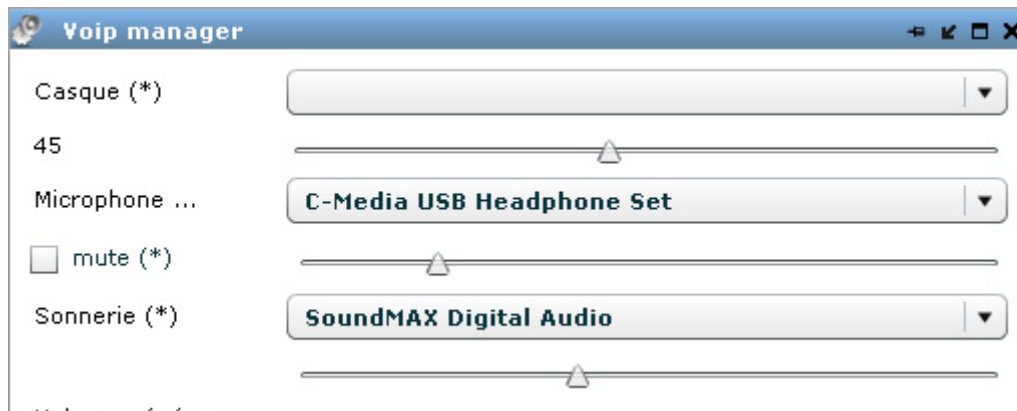 Voip manager
Casque (*)
45
Microphone ...
C-Media USB Headphone Set
mute (*)
Sonnerie (*)
SoundMAX Digital Audio